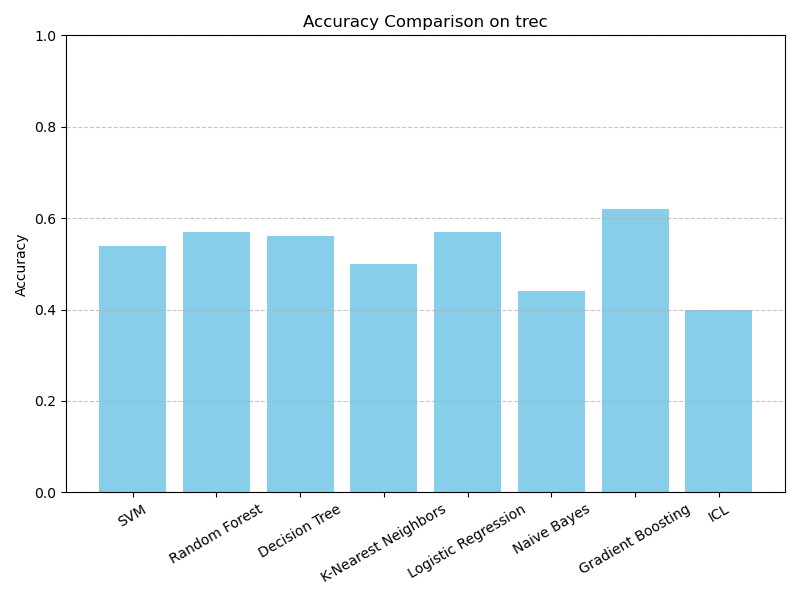 Accuracy Comparison on trec
1.0
0.8
0.6
0.4
0.2
0.0
Accuracy
SVM
Random Forest
Decision Tree
K-Nearest Neighbors
Logistic Regression
Naive Bayes
Gradient Boosting
ICL